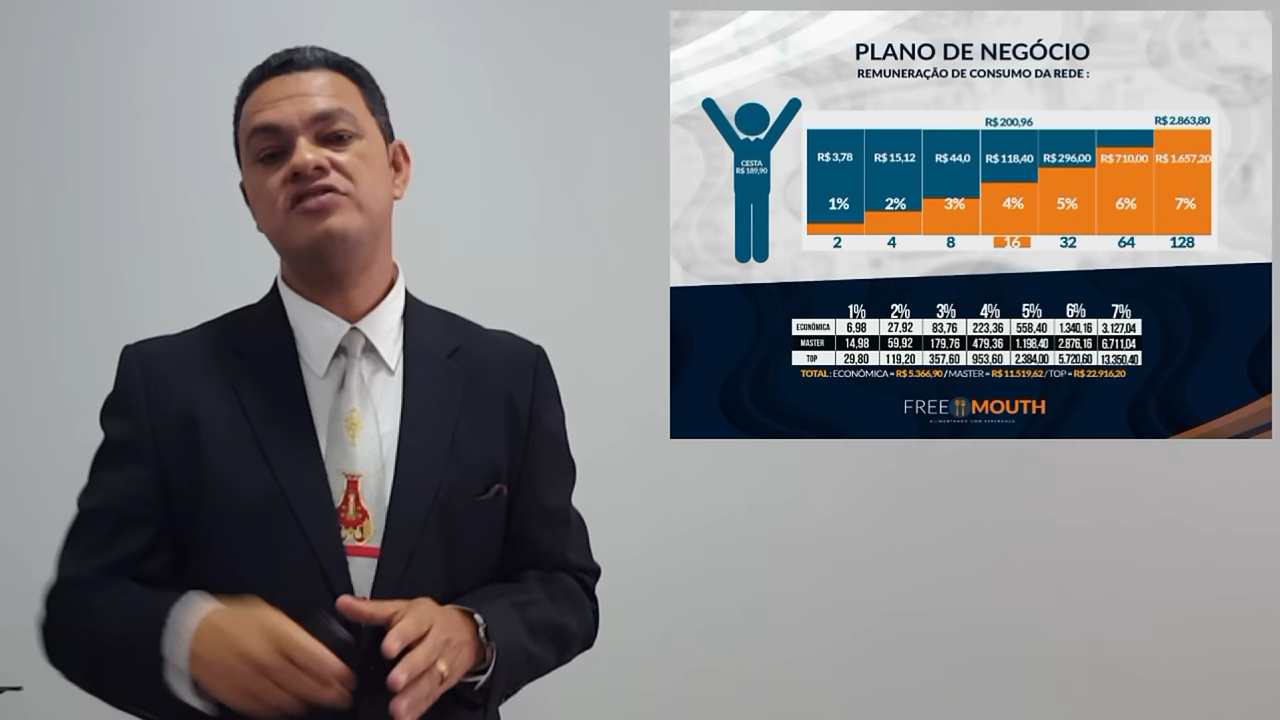 PLANO DE NEGÓCIO
REMUNERAÇÃO DE CONSUMO DA REDE :
R$ 200,96 R$ 2.863,80
CESTA
R$ 189,90
R$ 3,78 R$ 15,12 R$ 44,0 R$ 118,40 R$ 296,00 R$ 710,00 R$ 1.657,20
1% 2% 3% 4% 5% 6% 7%
2 4 8 16 32 64 128
1% 2% 3% 4% 5% 6% 7%
ECONÔMICA 6,98 27,92 83,76 223,36 558,40 1.340,16 3.127,04
MASTER 14,98 59,92 179,76 479,36 1.198,40 2.876,16 6.711,04
TOP 29,80 119,20 357,60 953,60 2.384,00 5.720,60 13.350,40
TOTAL : ECONÔMICA = R$ 5.366,90 / MASTER = R$ 11.519,62 / TOP = R$ 22.916,20
FREE MOUTH
ALIMENTANDO COM ESPERANÇA